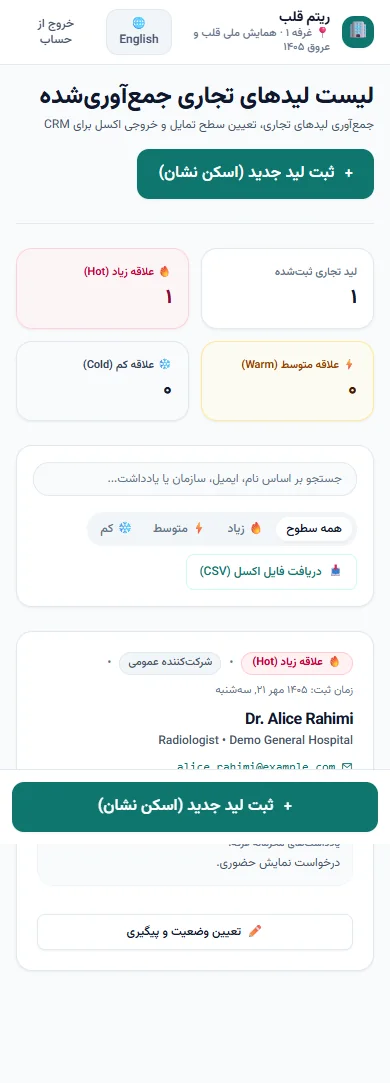 ریتم قلب
غرفه ۱ · همایش ملی قلب و
عروق ۱۴۰۵
English
خروج از
حساب
لیست لیدهای تجاری جمع‌آوری‌شده
جمع‌آوری لیدهای تجاری، تعیین سطح تمایل و خروجی اکسل برای CRM
+ ثبت لید جدید (اسکن نشان)
لید تجاری ثبت‌شده
۱
علاقه زیاد (Hot)
۱
علاقه متوسط (Warm)
۰
علاقه کم (Cold)
۰
جستجو بر اساس نام، ایمیل، سازمان یا یادداشت...
همه سطوح
زیاد
متوسط
کم
دریافت فایل اکسل (CSV)
علاقه زیاد (Hot) • شرکت‌کننده عمومی •
زمان ثبت: ۱۴۰۵ مهر ۲۱, سه‌شنبه
Dr. Alice Rahimi
Radiologist • Demo General Hospital
alice.rahimi@example.com
+ ثبت لید جدید (اسکن نشان)
درخواست نمایش حضوری.
تعیین وضعیت و پیگیری